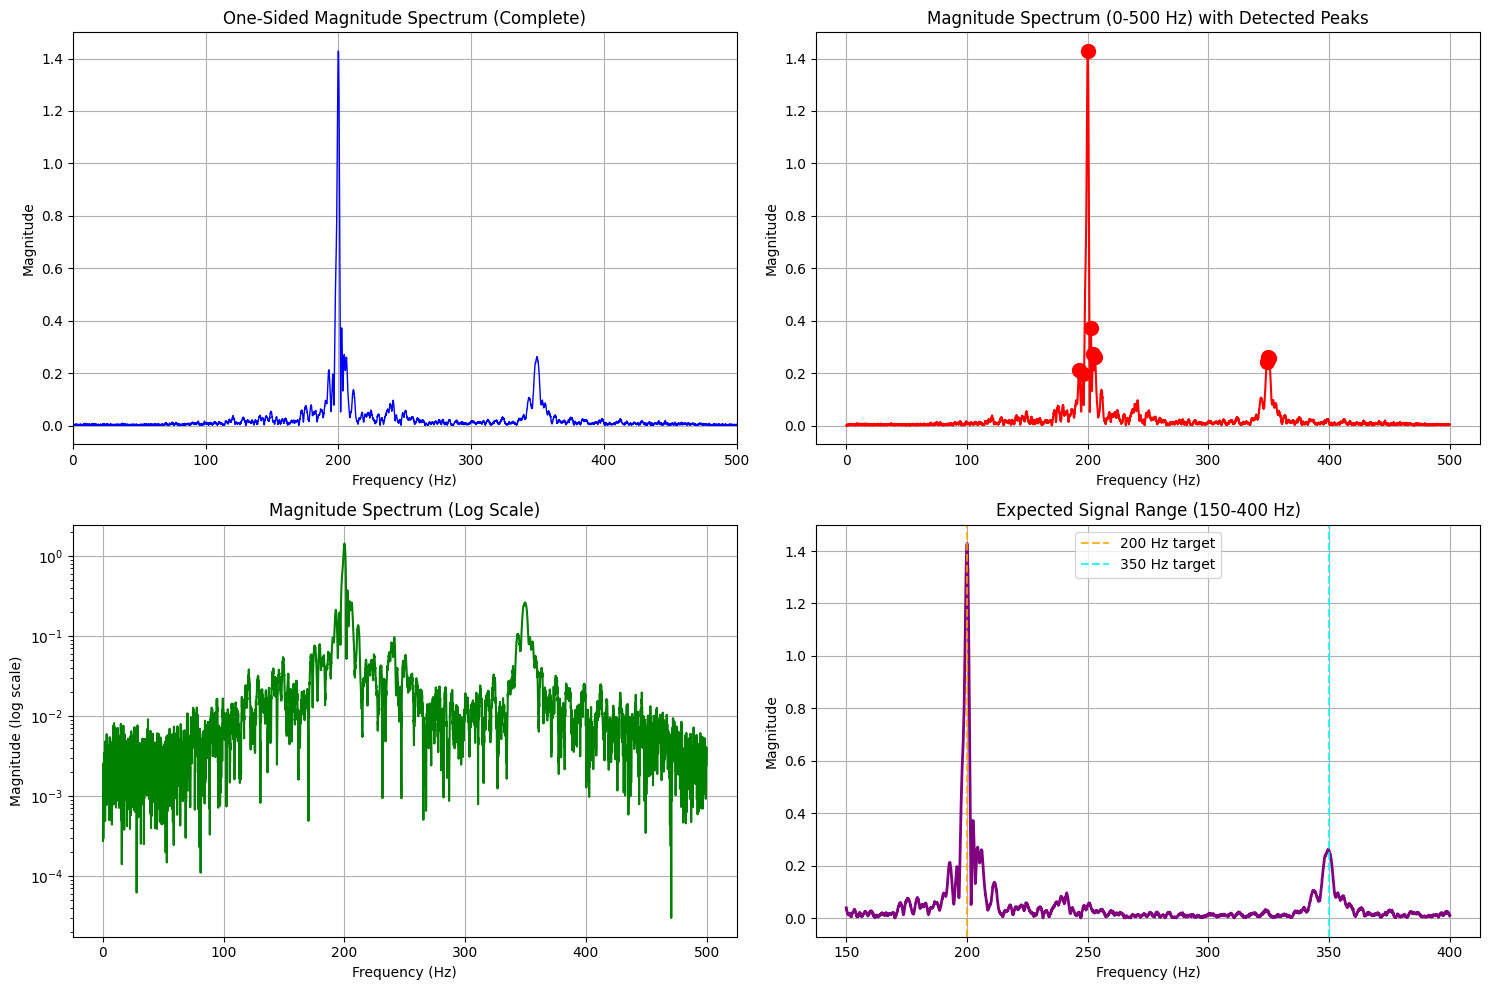 One-Sided Magnitude Spectrum (Complete)
Magnitude
1.4
1.2
1.0
0.8
0.6
0.4
0.2
0.0
0 100 200 300 400 500
Frequency (Hz)
Magnitude Spectrum (0-500 Hz) with Detected Peaks
Magnitude
1.4
1.2
1.0
0.8
0.6
0.4
0.2
0.0
0 100 200 300 400 500
Frequency (Hz)
Magnitude Spectrum (Log Scale)
Magnitude (log scale)
10⁰
10⁻¹
10⁻²
10⁻³
10⁻⁴
0 100 200 300 400 500
Frequency (Hz)
Expected Signal Range (150-400 Hz)
200 Hz target
350 Hz target
Magnitude
1.4
1.2
1.0
0.8
0.6
0.4
0.2
0.0
150 200 250 300 350 400
Frequency (Hz)